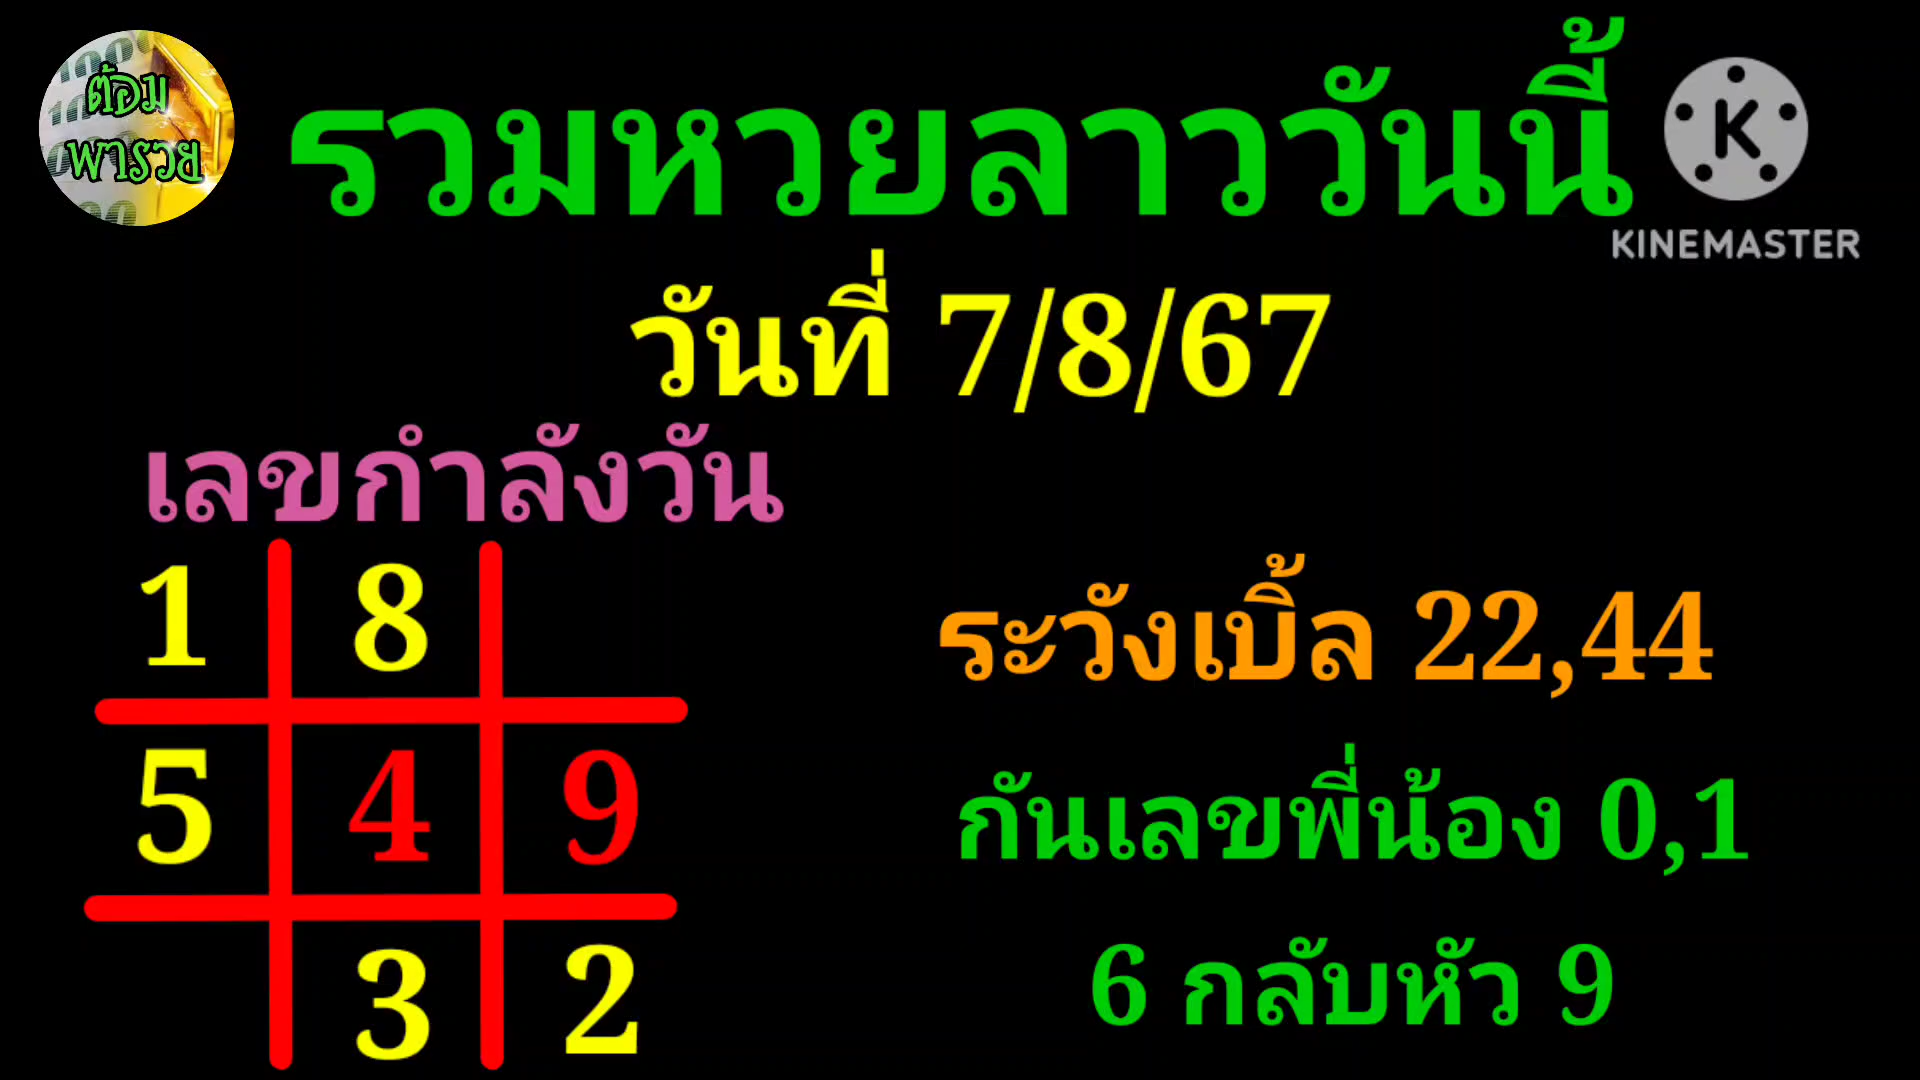 ต้อม
พารวย
รวมหวยลาววันนี้
KINEMASTER
วันที่ 7/8/67
เลขกำลังวัน
1 8
ระวังเบิ้ล 22,44
5 4 9
กันเลขพี่น้อง 0,1
3 2
6 กลับหัว 9